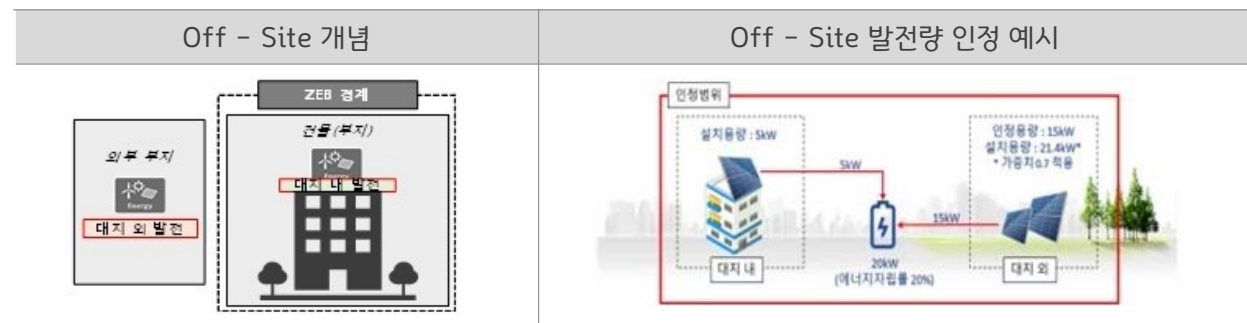 Off - Site 개념
Off - Site 발전량 인정 예시
ZEB 경계
건물(부지)
Energy
대지 내 발전
외부 부지
Energy
대지 외 발전
인정범위
설치용량 : 5kW
5kW
대지 내
20kW
(에너지자립률 20%)
15kW
인정용량 : 15kW
설치용량 : 21.4kW*
* 가중치 0.7 적용
대지 외